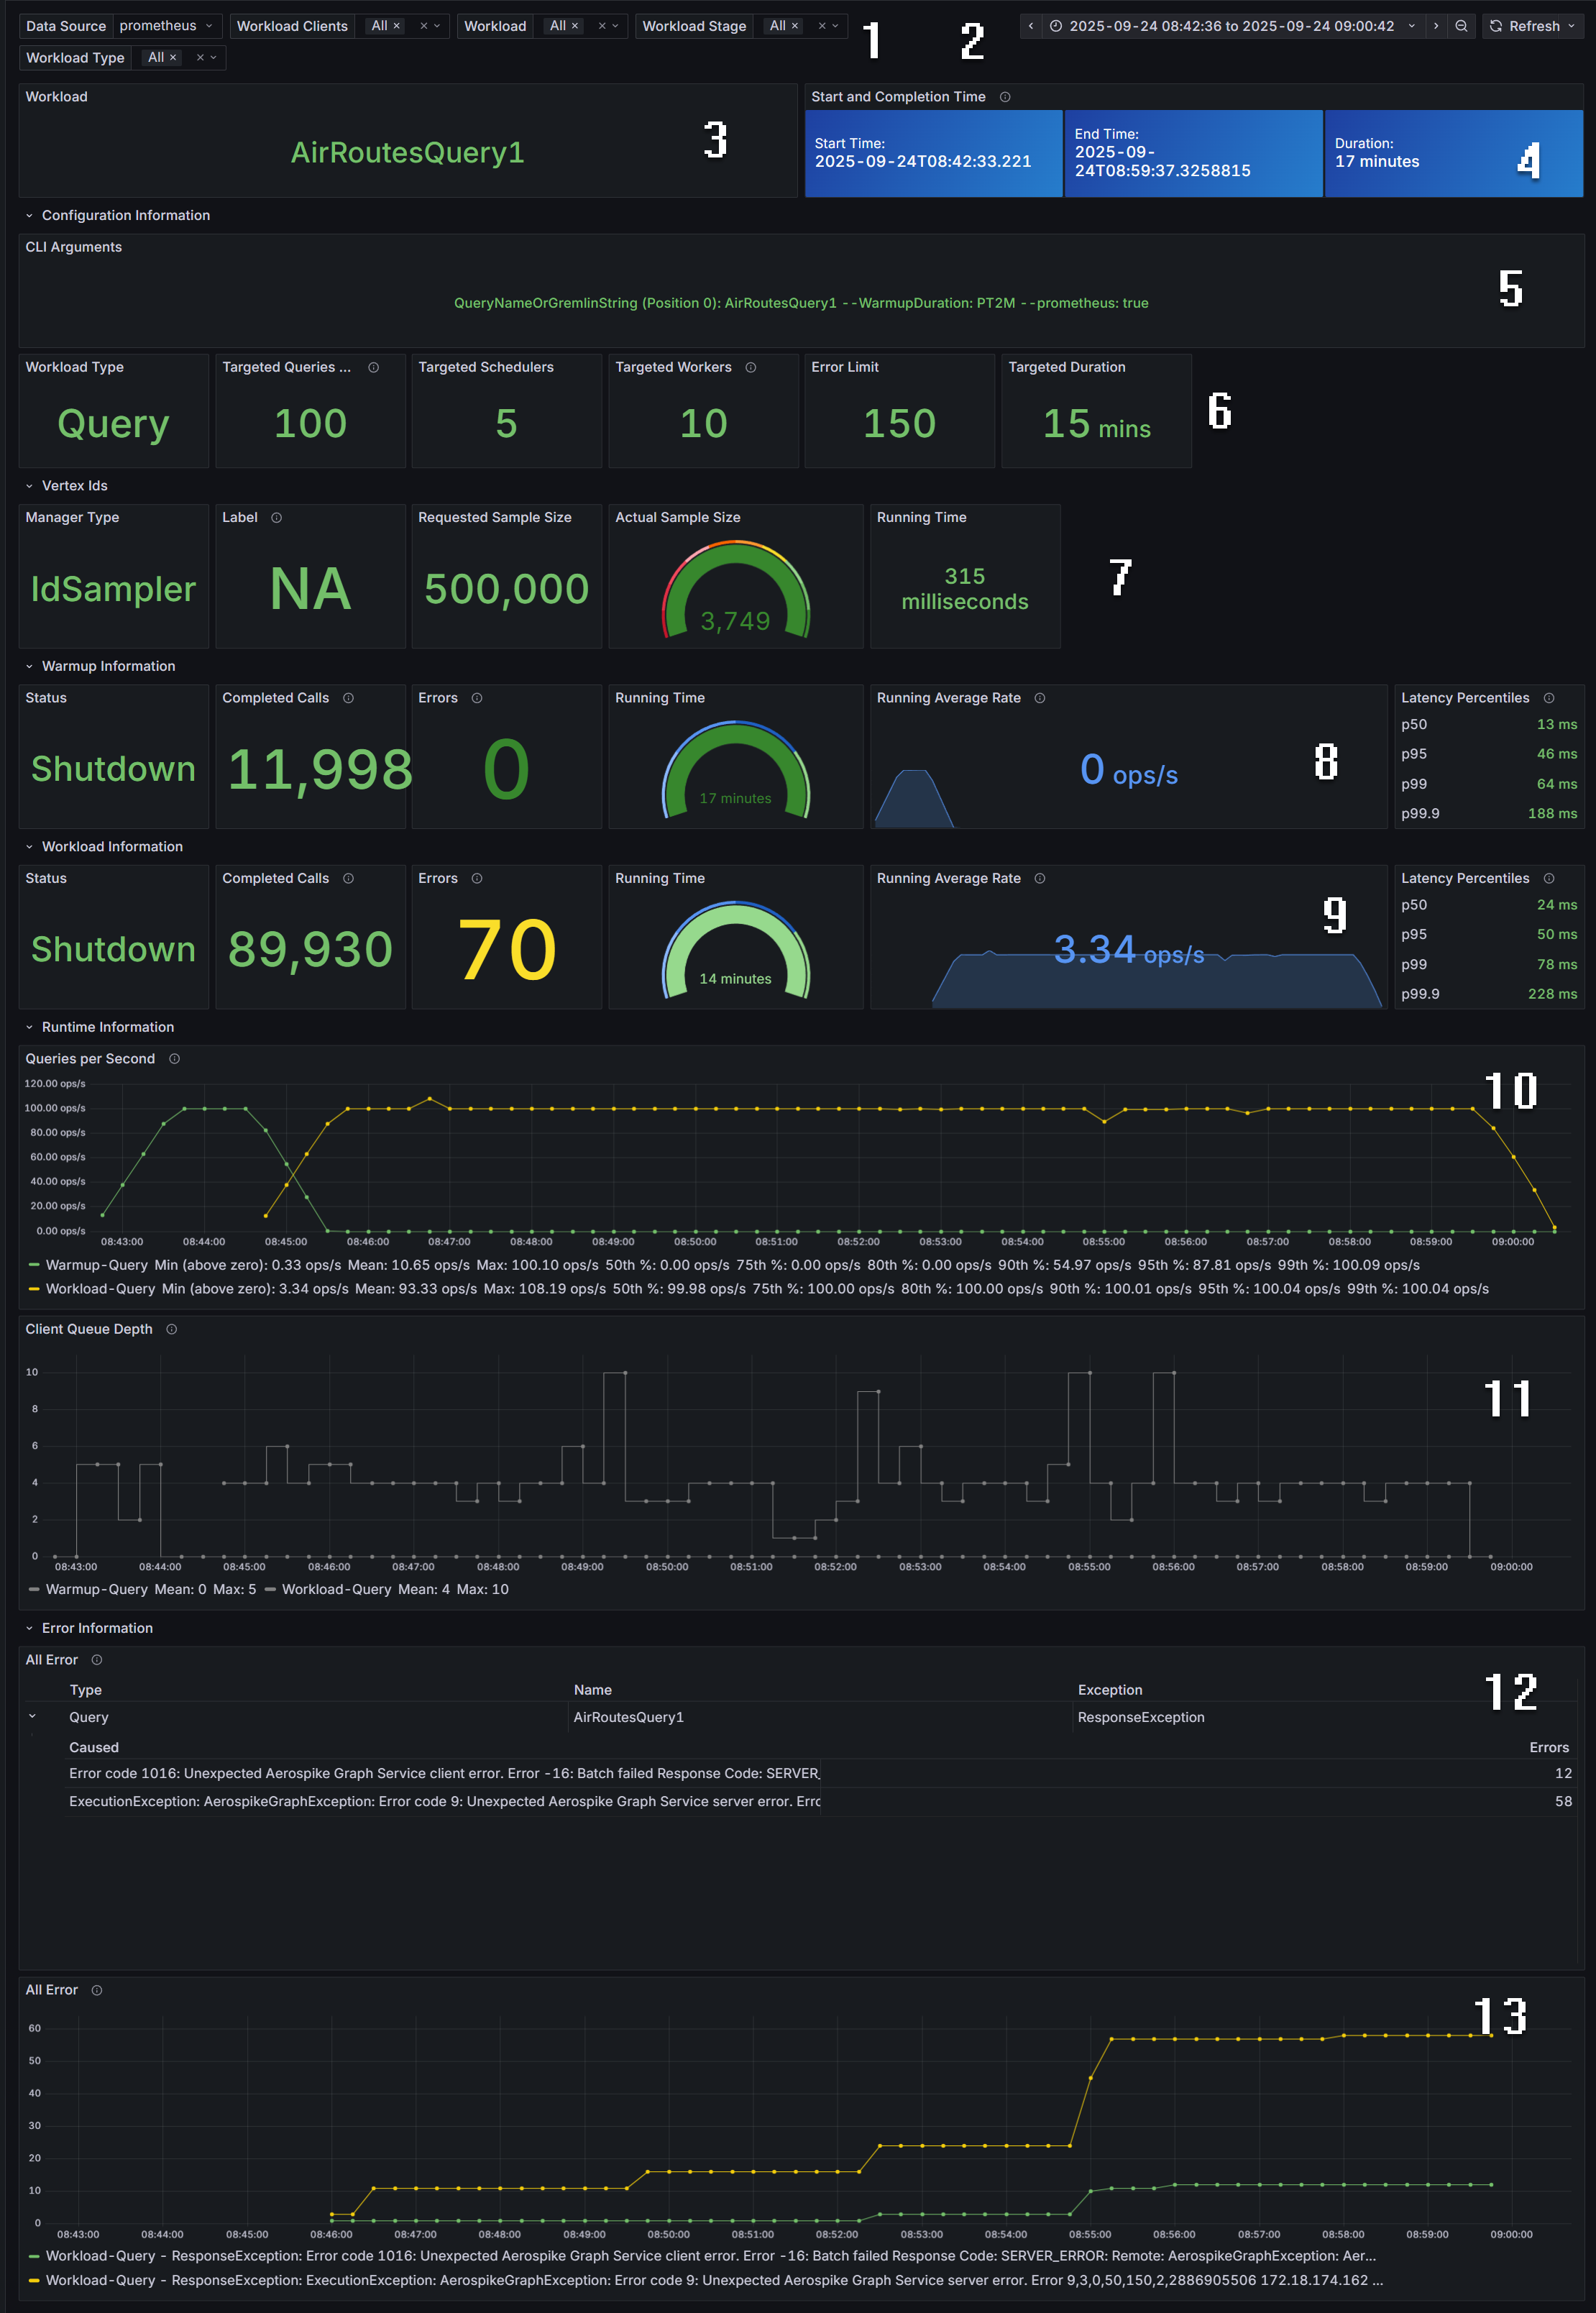 Data Source prometheus Workload Clients All × Workload All × Workload Stage All × 1 2 2025-09-24 08:42:36 to 2025-09-24 09:00:42 Refresh
Workload Type All ×
Workload
AirRoutesQuery1
3
Start and Completion Time
Start Time:
2025-09-24T08:42:33.221
End Time:
2025-09-
24T08:59:37.3258815
Duration:
17 minutes
4
Configuration Information
CLI Arguments
QueryNameOrGremlinString (Position 0): AirRoutesQuery1 --WarmupDuration: PT2M --prometheus: true
5
Workload Type Targeted Queries ... Targeted Schedulers Targeted Workers Error Limit Targeted Duration
Query 100 5 10 150 15 mins
6
Vertex Ids
Manager Type Label Requested Sample Size Actual Sample Size Running Time
IdSampler NA 500,000 3,749 315
milliseconds
7
Warmup Information
Status Completed Calls Errors Running Time Running Average Rate Latency Percentiles
Shutdown 11,998 0 17 minutes 0 ops/s
8
p50 13 ms
p95 46 ms
p99 64 ms
p99.9 188 ms
Workload Information
Status Completed Calls Errors Running Time Running Average Rate Latency Percentiles
Shutdown 89,930 70 14 minutes 3.34 ops/s
9
p50 24 ms
p95 50 ms
p99 78 ms
p99.9 228 ms
Runtime Information
Queries per Second
10
120.00 ops/s
100.00 ops/s
80.00 ops/s
60.00 ops/s
40.00 ops/s
20.00 ops/s
0.00 ops/s
08:43:00 08:44:00 08:45:00 08:46:00 08:47:00 08:48:00 08:49:00 08:50:00 08:51:00 08:52:00 08:53:00 08:54:00 08:55:00 08:56:00 08:57:00 08:58:00 08:59:00 09:00:00
Warmup-Query Min (above zero): 0.33 ops/s Mean: 10.65 ops/s Max: 100.10 ops/s 50th %: 0.00 ops/s 75th %: 0.00 ops/s 80th %: 0.00 ops/s 90th %: 54.97 ops/s 95th %: 87.81 ops/s 99th %: 100.09 ops/s
Workload-Query Min (above zero): 3.34 ops/s Mean: 93.33 ops/s Max: 108.19 ops/s 50th %: 99.98 ops/s 75th %: 100.00 ops/s 80th %: 100.00 ops/s 90th %: 100.01 ops/s 95th %: 100.04 ops/s 99th %: 100.04 ops/s
Client Queue Depth
11
10
8
6
4
2
0
08:43:00 08:44:00 08:45:00 08:46:00 08:47:00 08:48:00 08:49:00 08:50:00 08:51:00 08:52:00 08:53:00 08:54:00 08:55:00 08:56:00 08:57:00 08:58:00 08:59:00 09:00:00
Warmup-Query Mean: 0 Max: 5 Workload-Query Mean: 4 Max: 10
Error Information
All Error
12
Type Name Exception
Query AirRoutesQuery1 ResponseException
Caused Errors
Error code 1016: Unexpected Aerospike Graph Service client error. Error -16: Batch failed Response Code: SERVER_ 12
ExecutionException: AerospikeGraphException: Error code 9: Unexpected Aerospike Graph Service server error. Errc 58
All Error
13
60
50
40
30
20
10
0
08:43:00 08:44:00 08:45:00 08:46:00 08:47:00 08:48:00 08:49:00 08:50:00 08:51:00 08:52:00 08:53:00 08:54:00 08:55:00 08:56:00 08:57:00 08:58:00 08:59:00 09:00:00
Workload-Query - ResponseException: Error code 1016: Unexpected Aerospike Graph Service client error. Error -16: Batch failed Response Code: SERVER_ERROR: Remote: AerospikeGraphException: Aer...
Workload-Query - ResponseException: ExecutionException: AerospikeGraphException: Error code 9: Unexpected Aerospike Graph Service server error. Error 9,3,0,50,150,2,2886905506 172.18.174.162 ...